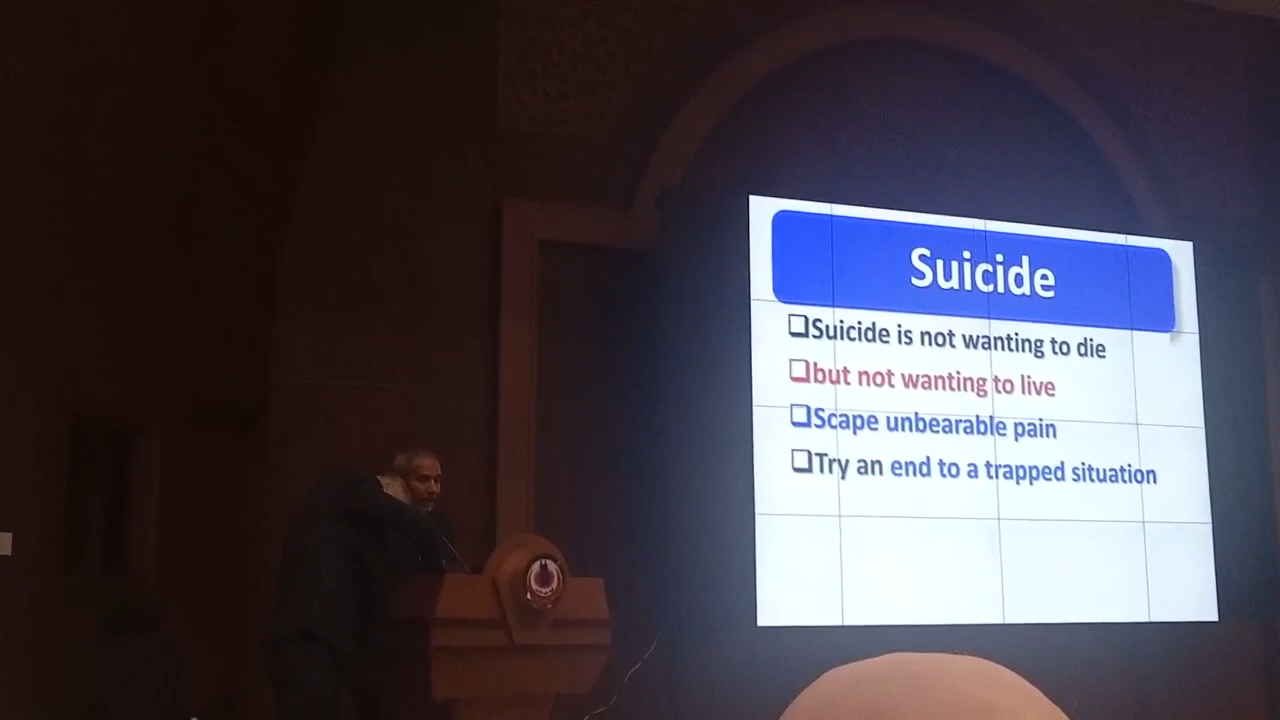 Suicide
❑Suicide is not wanting to die
❑but not wanting to live
❑Scape unbearable pain
❑Try an end to a trapped situation